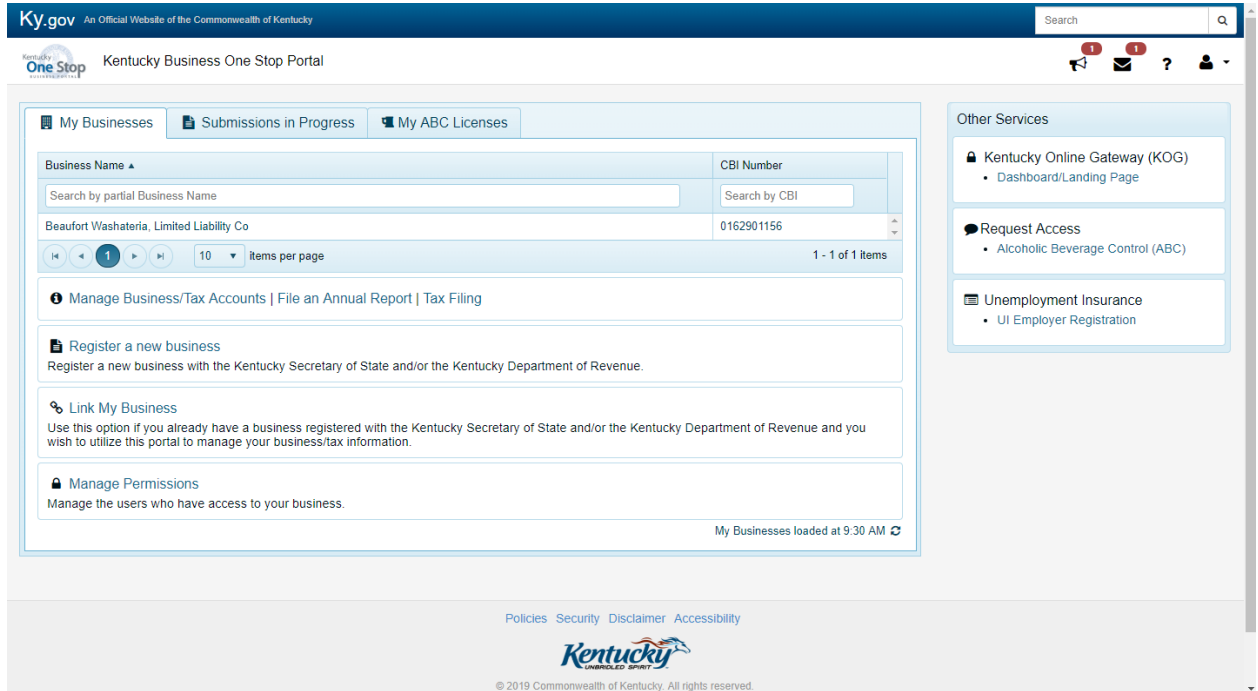 Ky.gov An Official Website of the Commonwealth of Kentucky
Search
Kentucky
One Stop
BUSINESS PORTAL
Kentucky Business One Stop Portal
1
1
?
My Businesses
Submissions in Progress
My ABC Licenses
Business Name
CBI Number
Search by partial Business Name
Search by CBI
Beaufort Washateria, Limited Liability Co
0162901156
1
10
items per page
1 - 1 of 1 items
Manage Business/Tax Accounts | File an Annual Report | Tax Filing
Register a new business
Register a new business with the Kentucky Secretary of State and/or the Kentucky Department of Revenue.
Link My Business
Use this option if you already have a business registered with the Kentucky Secretary of State and/or the Kentucky Department of Revenue and you
wish to utilize this portal to manage your business/tax information.
Manage Permissions
Manage the users who have access to your business.
My Businesses loaded at 9:30 AM
Other Services
Kentucky Online Gateway (KOG)
• Dashboard/Landing Page
Request Access
• Alcoholic Beverage Control (ABC)
Unemployment Insurance
• UI Employer Registration
Policies Security Disclaimer Accessibility
Kentucky
UNBRIDLED SPIRIT
© 2019 Commonwealth of Kentucky. All rights reserved.